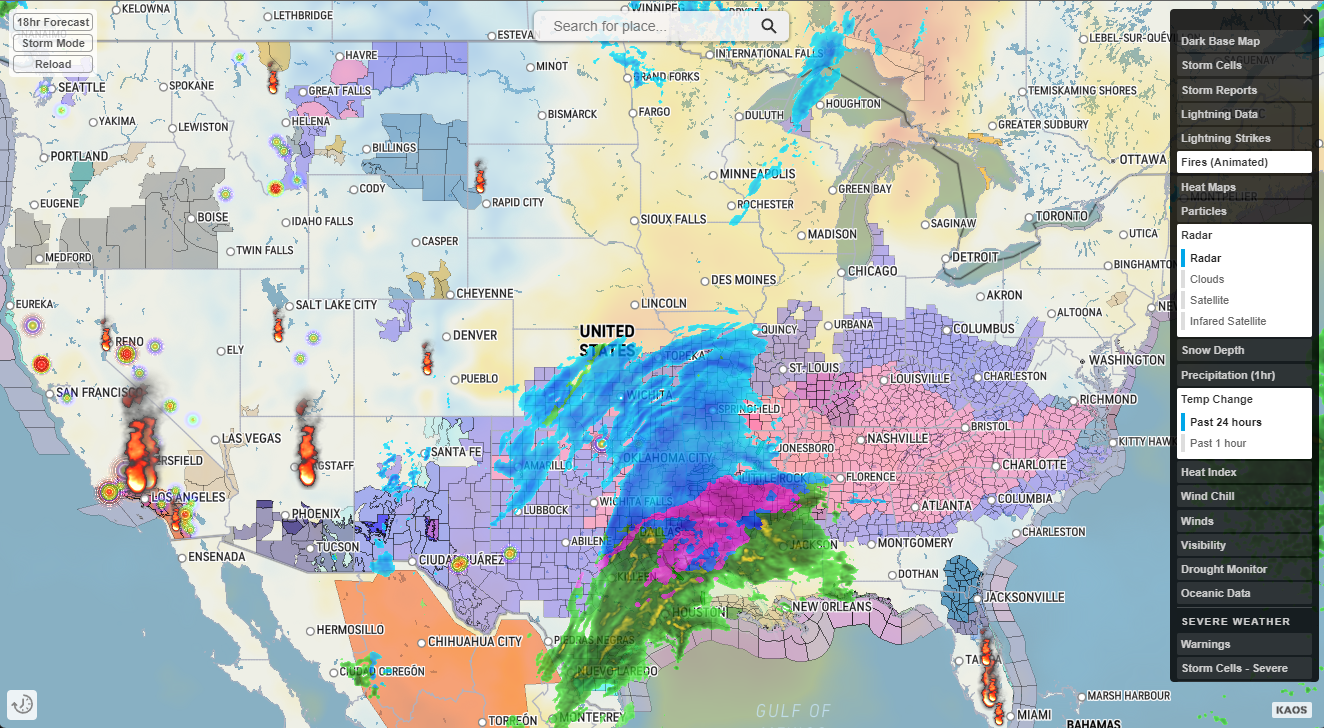 KELOWNA
LETHBRIDGE
WINNIPEG
18hr Forecast
Storm Mode
Reload
ESTEVAN
Search for place...
INTERNATIONAL FALLS
LEBEL-SUR-QUÉVILLON
SAGUENAY
HAVRE
MINOT
GRAND FORKS
SEATTLE
SPOKANE
GREAT FALLS
TEMISKAMING SHORES
YAKIMA
LEWISTON
HELENA
BISMARCK
FARGO
DULUTH
HOUGHTON
GREATER SUDBURY
PORTLAND
BILLINGS
OTTAWA
MINNEAPOLIS
CODY
GREEN BAY
MONTPELIER
EUGENE
BOISE
RAPID CITY
ROCHESTER
IDAHO FALLS
SIOUX FALLS
SAGINAW
TORONTO
MEDFORD
TWIN FALLS
CASPER
MADISON
UTICA
DETROIT
BINGHAMTON
CHICAGO
DES MOINES
EUREKA
SALT LAKE CITY
CHEYENNE
LINCOLN
AKRON
ALTOONA
RENO
ELY
DENVER
UNITED
STATES
QUINCY
URBANA
COLUMBUS
TOPEKA
WASHINGTON
SAN FRANCISCO
PUEBLO
ST. LOUIS
LOUISVILLE
CHARLESTON
WICHITA
SPRINGFIELD
RICHMOND
LAS VEGAS
SANTA FE
JONESBORO
NASHVILLE
BRISTOL
KITTY HAWK
BAKERSFIELD
FLAGSTAFF
AMARILLO
OKLAHOMA CITY
LITTLE ROCK
FLORENCE
CHARLOTTE
LOS ANGELES
PHOENIX
LUBBOCK
WICHITA FALLS
ATLANTA
COLUMBIA
TUCSON
ENSENADA
CIUDAD JUÁREZ
ABILENE
DALLAS
JACKSON
MONTGOMERY
CHARLESTON
KILLEEN
DOTHAN
JACKSONVILLE
HERMOSILLO
HOUSTON
NEW ORLEANS
CHIHUAHUA CITY
PIEDRAS NEGRAS
CIUDAD OBREGÓN
NUEVO LAREDO
TAMPA
TORREÓN
MONTERREY
GULF OF
MIAMI
MARSH HARBOUR
BAHAMAS
Dark Base Map
Storm Cells
Storm Reports
Lightning Data
Lightning Strikes
Fires (Animated)
Heat Maps
Particles
Radar
Radar
Clouds
Satellite
Infared Satellite
Snow Depth
Precipitation (1hr)
Temp Change
Past 24 hours
Past 1 hour
Heat Index
Wind Chill
Winds
Visibility
Drought Monitor
Oceanic Data
SEVERE WEATHER
Warnings
Storm Cells - Severe
KAOS